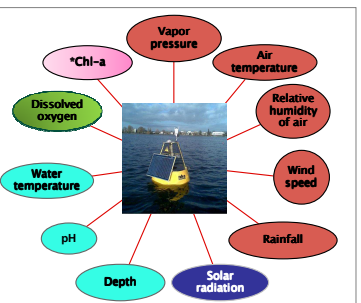 Vapor
pressure
*Chl-a
Air
temperature
Dissolved
oxygen
Relative
humidity
of air
Water
temperature
Wind
speed
pH
Rainfall
Depth
Solar
radiation